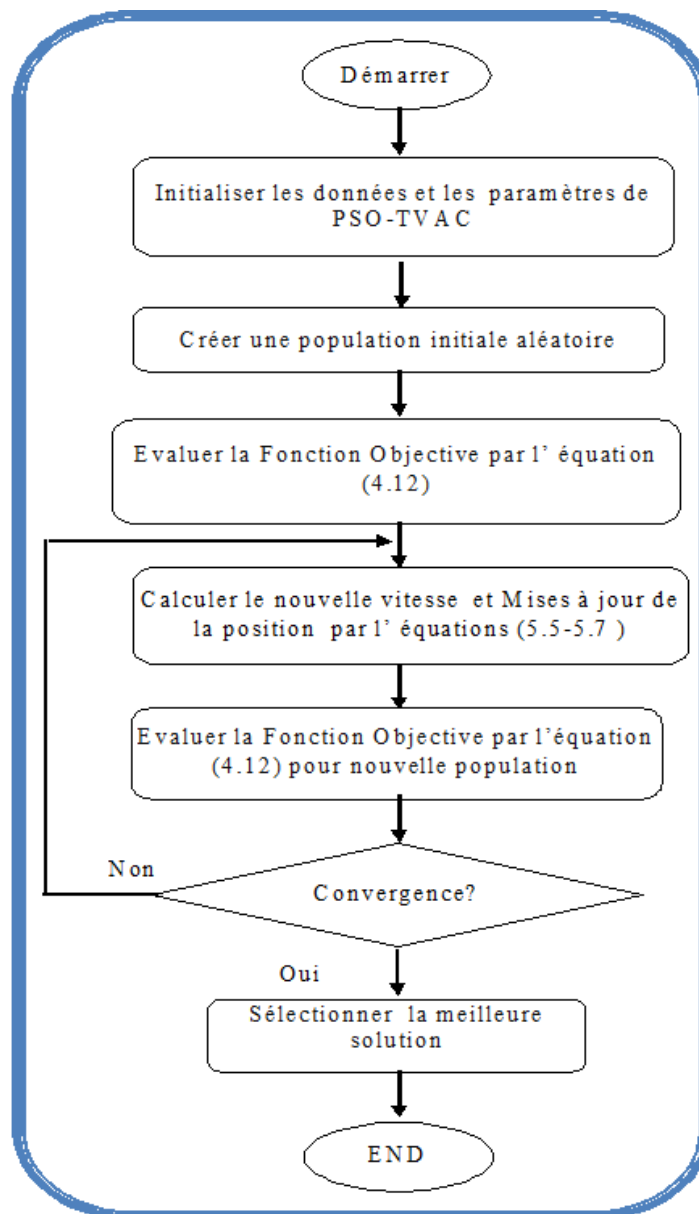 Démarrer
Initialiser les données et les paramètres de
PSO-TVAC
Créer une population initiale aléatoire
Evaluer la Fonction Objective par l’ équation
(4.12)
Calculer le nouvelle vitesse et Mises à jour de
la position par l’ équations (5.5-5.7 )
Evaluer la Fonction Objective par l’équation
(4.12) pour nouvelle population
Non
Convergence?
Oui
Sélectionner la meilleure
solution
END